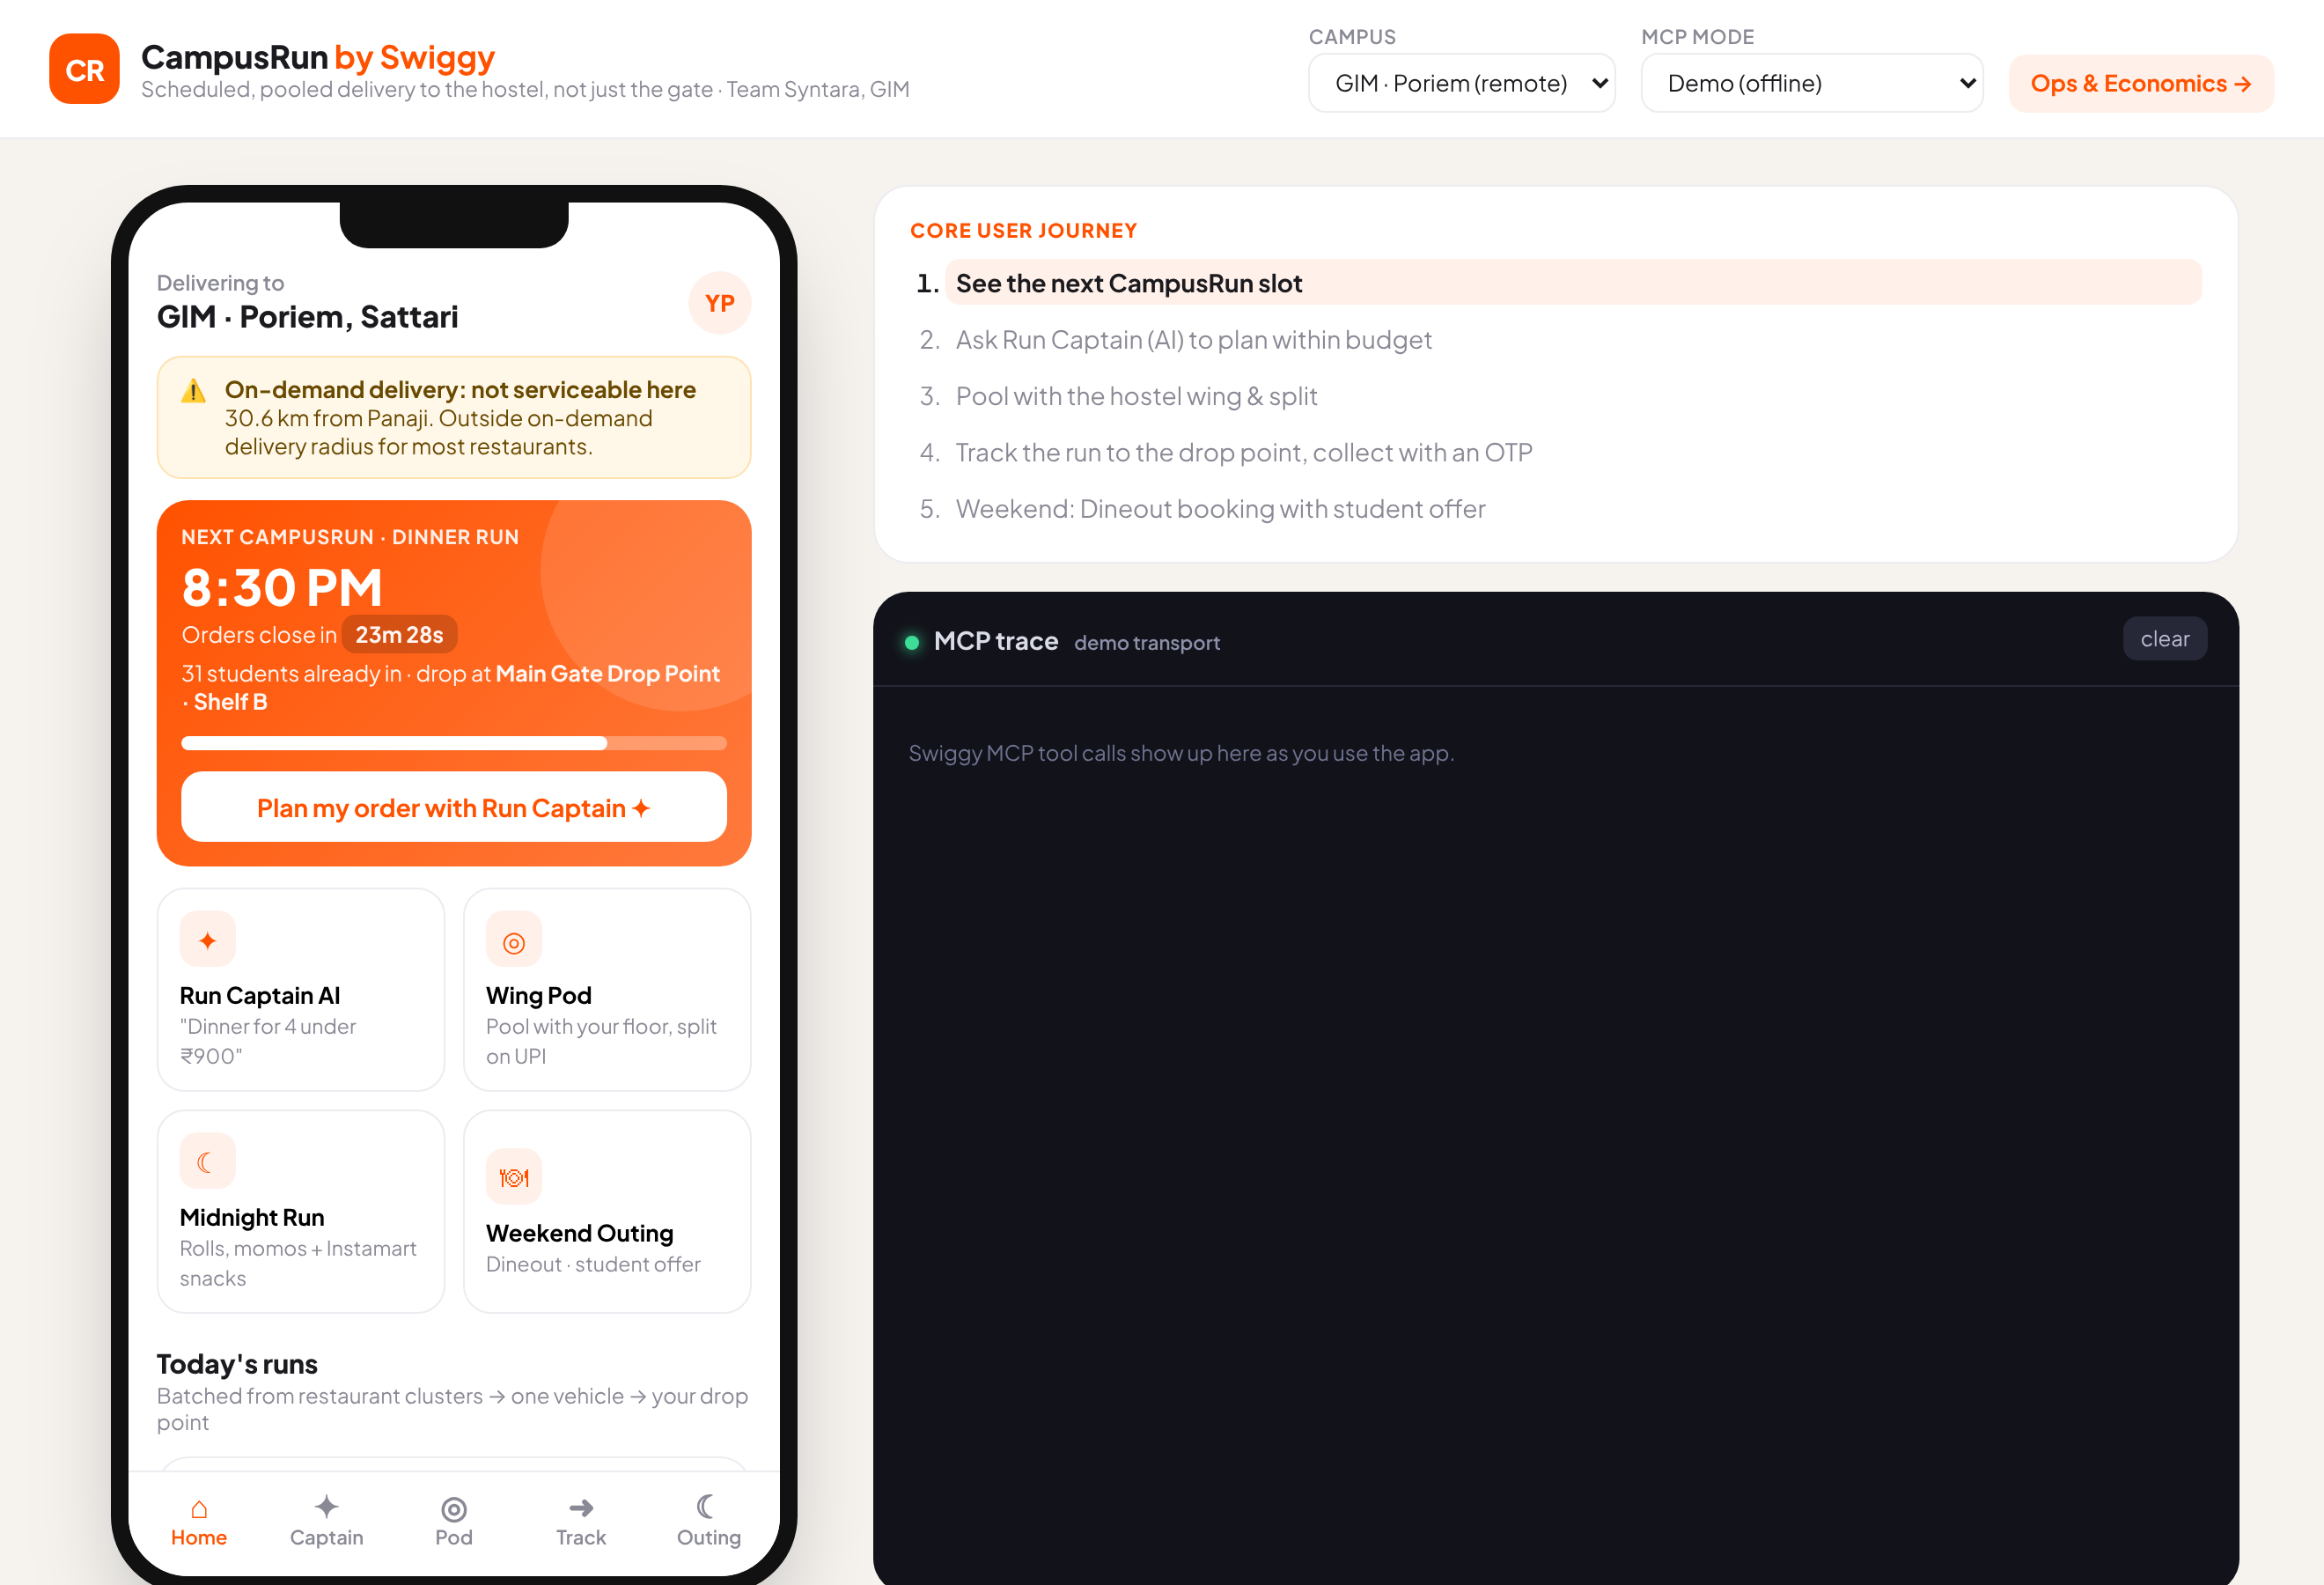 CR
CampusRun by Swiggy
Scheduled, pooled delivery to the hostel, not just the gate · Team Syntara, GIM
CAMPUS
GIM · Poriem (remote)
MCP MODE
Demo (offline)
Ops & Economics →
Delivering to
GIM · Poriem, Sattari
YP
⚠️ On-demand delivery: not serviceable here
30.6 km from Panaji. Outside on-demand
delivery radius for most restaurants.
NEXT CAMPUSRUN · DINNER RUN
8:30 PM
Orders close in 23m 28s
31 students already in · drop at Main Gate Drop Point
· Shelf B
Plan my order with Run Captain ✦
Run Captain AI
"Dinner for 4 under
₹900"
Wing Pod
Pool with your floor, split
on UPI
Midnight Run
Rolls, momos + Instamart
snacks
Weekend Outing
Dineout · student offer
Today's runs
Batched from restaurant clusters → one vehicle → your drop
point
Home
Captain
Pod
Track
Outing
CORE USER JOURNEY
1. See the next CampusRun slot
2. Ask Run Captain (AI) to plan within budget
3. Pool with the hostel wing & split
4. Track the run to the drop point, collect with an OTP
5. Weekend: Dineout booking with student offer
MCP trace demo transport
clear
Swiggy MCP tool calls show up here as you use the app.